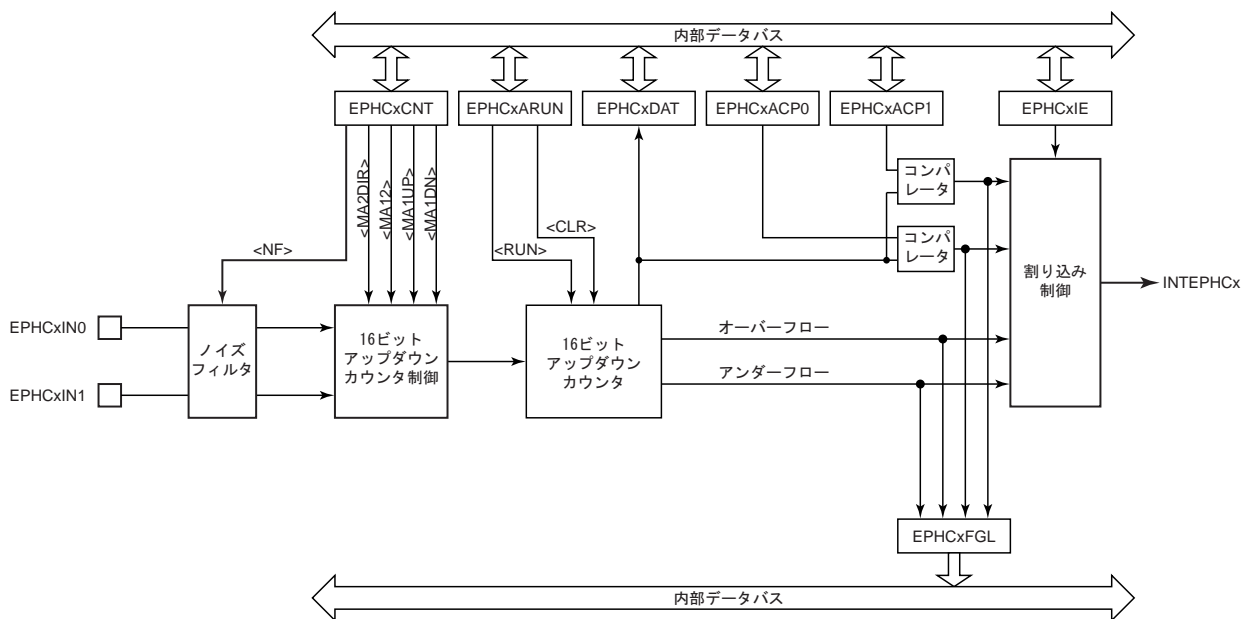 内部データバス
EPHCxCNT
EPHCxARUN
EPHCxDAT
EPHCxACP0
EPHCxACP1
EPHCxIE
<MA2DIR>
<MA12>
<MA1UP>
<MA1DN>
<NF>
<RUN>
<CLR>
コンパ
レータ
コンパ
レータ
割り込み
制御
INTEPHCx
EPHCxIN0
EPHCxIN1
ノイズ
フィルタ
16ビット
アップダウン
カウンタ制御
16ビット
アップダウン
カウンタ
オーバーフロー
アンダーフロー
EPHCxFGL
内部データバス